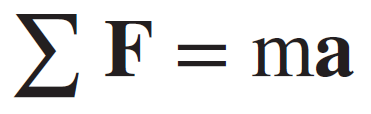 ∑ F = ma